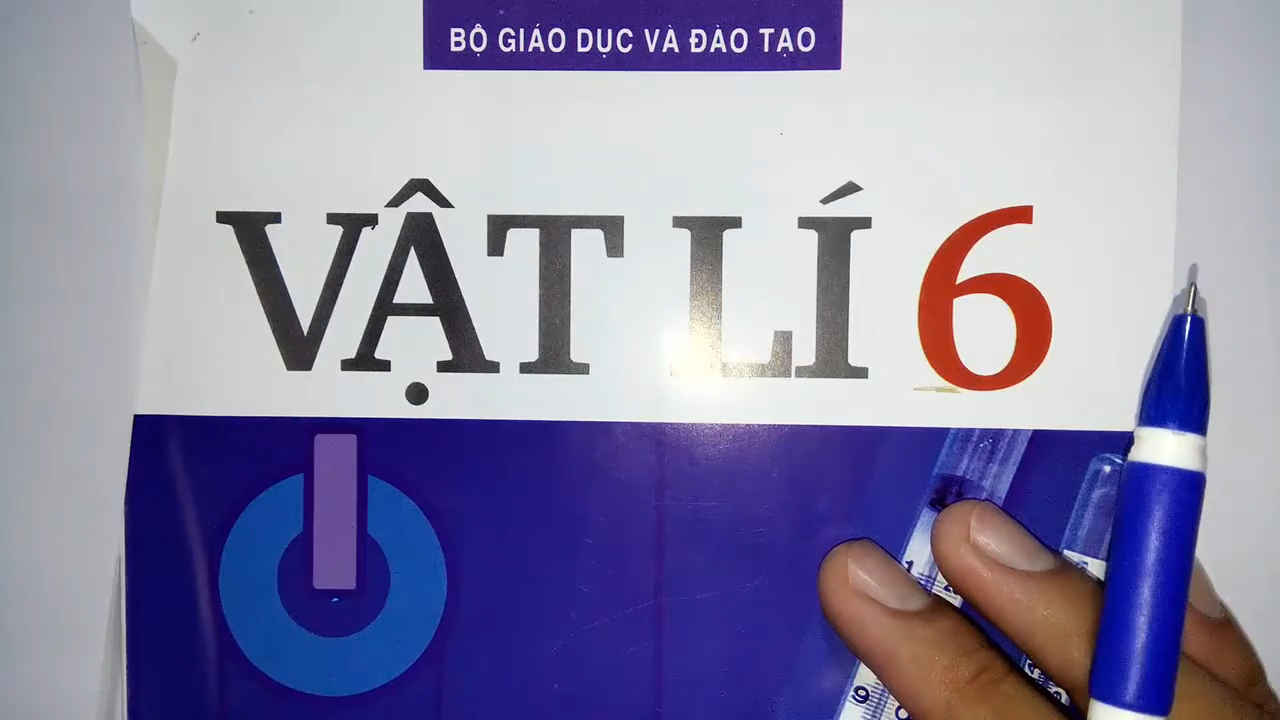 BỘ GIÁO DỤC VÀ ĐÀO TẠO
VẬT LÍ 6